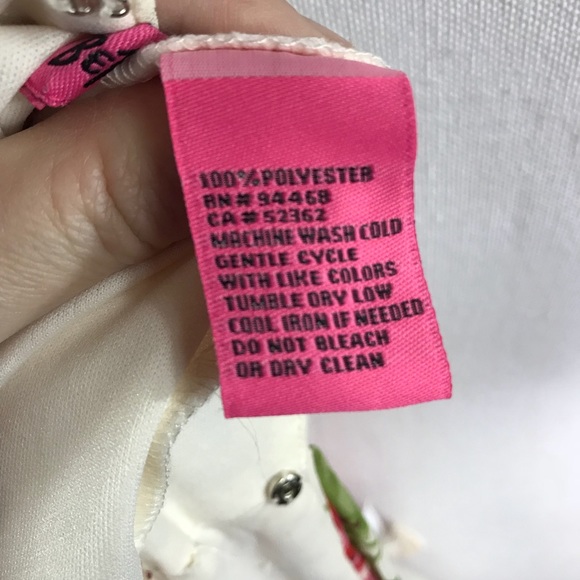 Be
100% POLYESTER
RN# 94468
CA# 52362
MACHINE WASH COLD
GENTLE CYCLE
WITH LIKE COLORS
TUMBLE DRY LOW
COOL IRON IF NEEDED
DO NOT BLEACH
OR DRY CLEAN